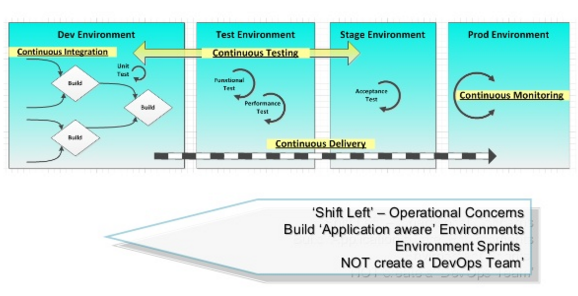 Dev Environment
Test Environment
Stage Environment
Prod Environment
Continuous Integration
Continuous Testing
Unit
Test
Build
Build
Build
Functional
Test
Performance
Test
Acceptance
Test
Continuous Monitoring
Continuous Delivery
‘Shift Left’ – Operational Concerns
Build ‘Application aware’ Environments
Environment Sprints
NOT create a ‘DevOps Team’